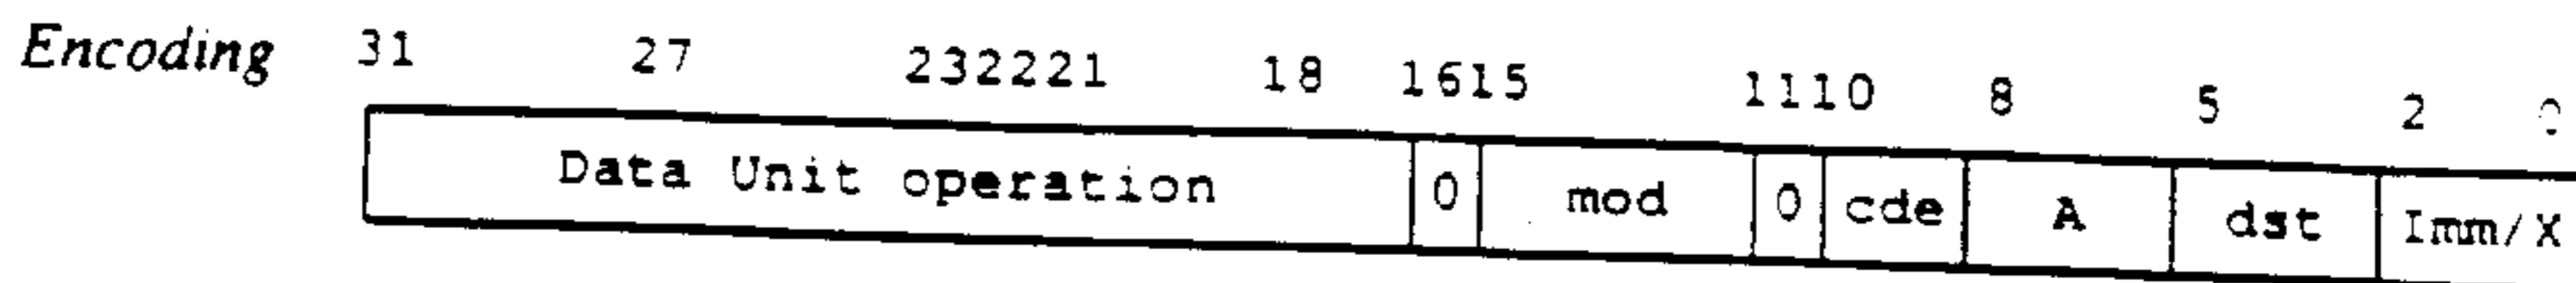 Encoding 31 27 232221 18 1615 1110 8 5 2 0
Data Unit operation 0 mod 0 cde A dst Imm/X